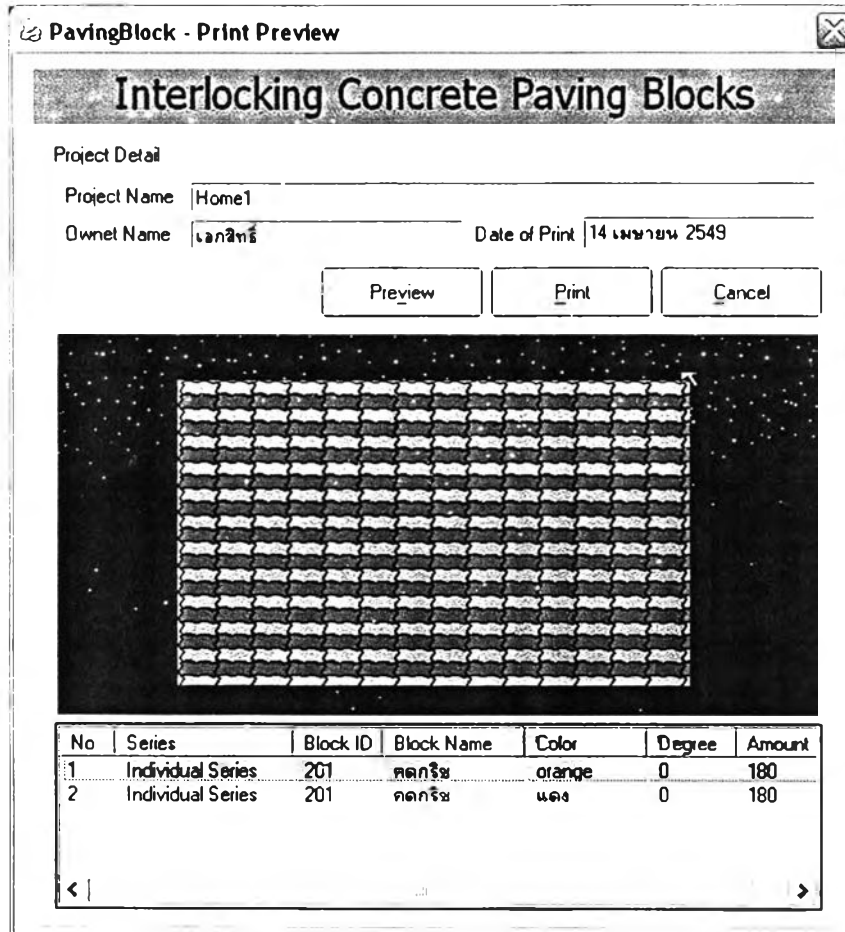 PavingBlock - Print Preview
Interlocking Concrete Paving Blocks
Project Detail
Project Name Home1
Ownet Name เอกสิทธิ์ Date of Print 14 เมษายน 2549
Preview Print Cancel
No Series Block ID Block Name Color Degree Amount
1 Individual Series 201 คดกริช orange 0 180
2 Individual Series 201 คดกริช แดง 0 180